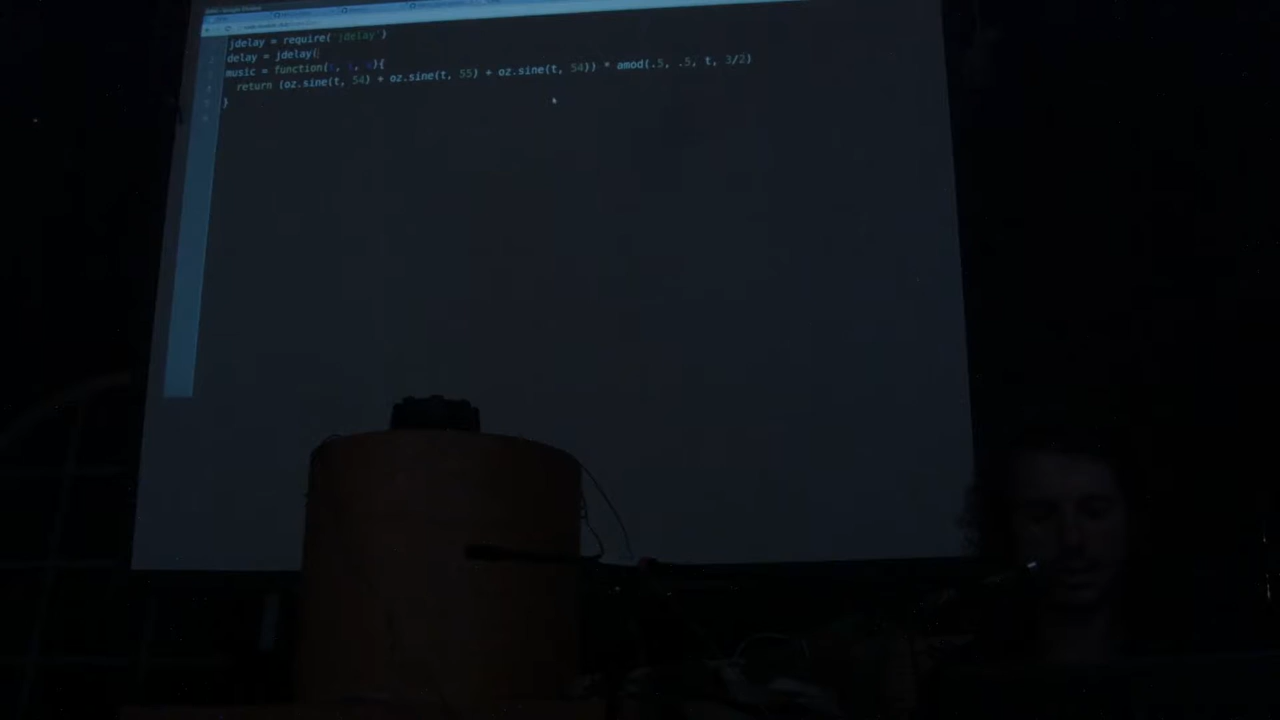 jdelay = require('jdelay')
delay = jdelay(
music = function(
return (oz.sine(t, 54) + oz.sine(t, 55) + oz.sine(t, 54)) * amod(.5, .5, t, 3/2)
}